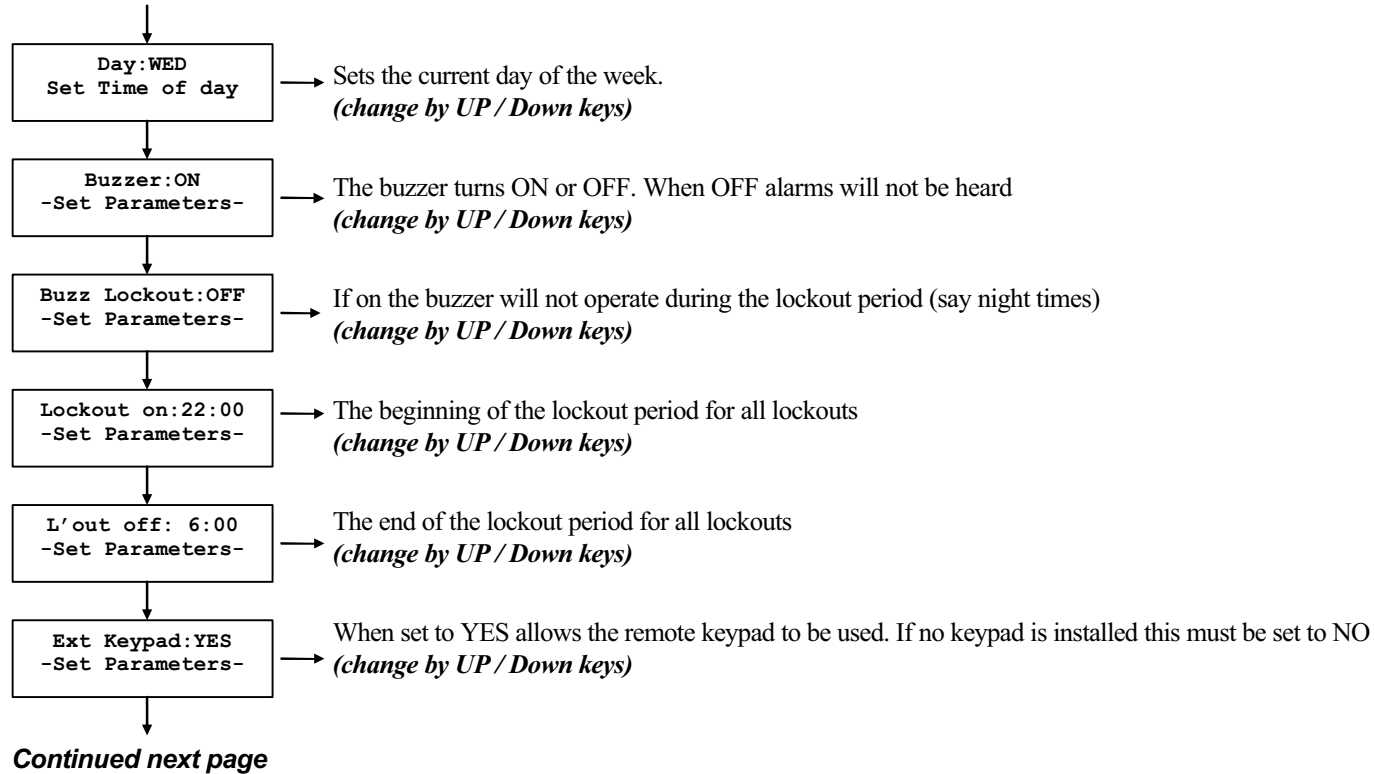 Day:WED
Set Time of day
Sets the current day of the week.
(change by UP / Down keys)
Buzzer:ON
-Set Parameters-
The buzzer turns ON or OFF. When OFF alarms will not be heard
(change by UP / Down keys)
Buzz Lockout:OFF
-Set Parameters-
If on the buzzer will not operate during the lockout period (say night times)
(change by UP / Down keys)
Lockout on:22:00
-Set Parameters-
The beginning of the lockout period for all lockouts
(change by UP / Down keys)
L’out off: 6:00
-Set Parameters-
The end of the lockout period for all lockouts
(change by UP / Down keys)
Ext Keypad:YES
-Set Parameters-
When set to YES allows the remote keypad to be used. If no keypad is installed this must be set to NO
(change by UP / Down keys)
Continued next page